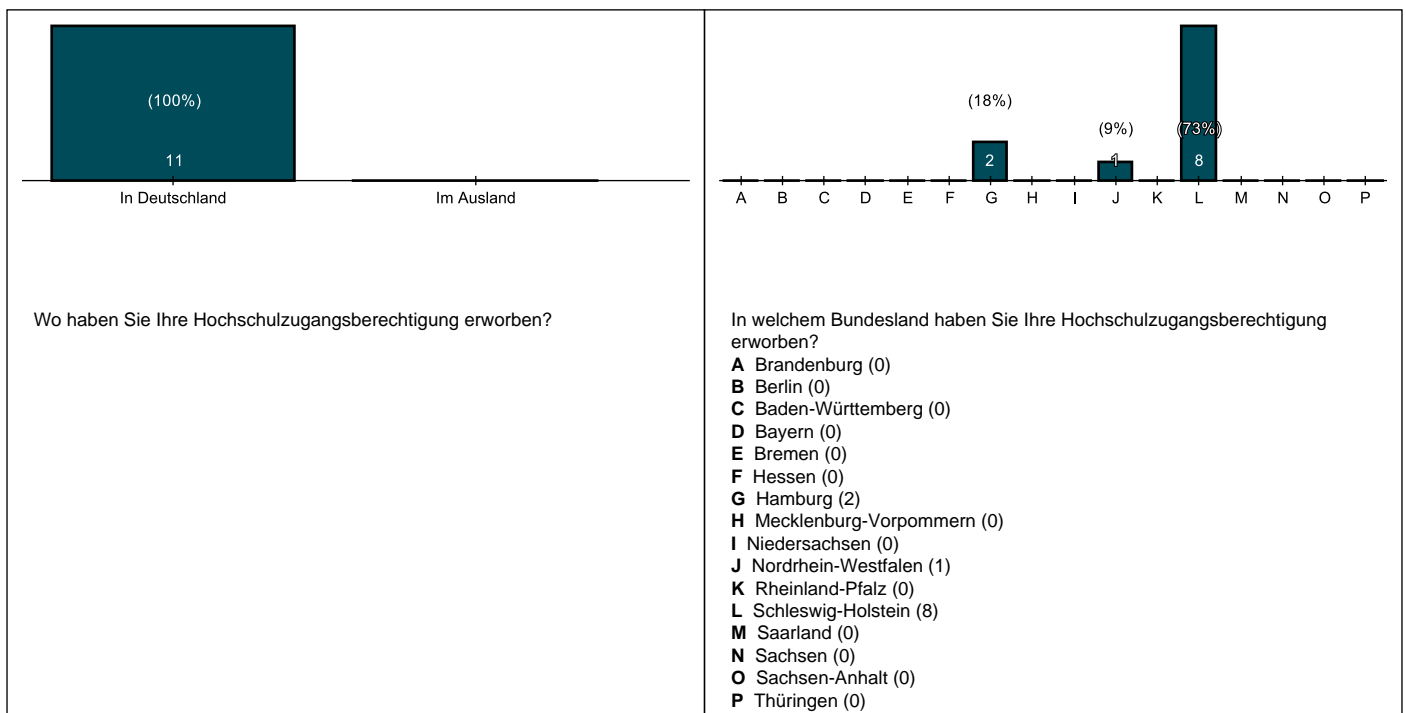 (100%)
11
In Deutschland Im Ausland
Wo haben Sie Ihre Hochschulzugangsberechtigung erworben?
(18%)
(9%)
(73%)
2 1 8
A B C D E F G H I J K L M N O P
In welchem Bundesland haben Sie Ihre Hochschulzugangsberechtigung
erworben?
A Brandenburg (0)
B Berlin (0)
C Baden-Württemberg (0)
D Bayern (0)
E Bremen (0)
F Hessen (0)
G Hamburg (2)
H Mecklenburg-Vorpommern (0)
I Niedersachsen (0)
J Nordrhein-Westfalen (1)
K Rheinland-Pfalz (0)
L Schleswig-Holstein (8)
M Saarland (0)
N Sachsen (0)
O Sachsen-Anhalt (0)
P Thüringen (0)